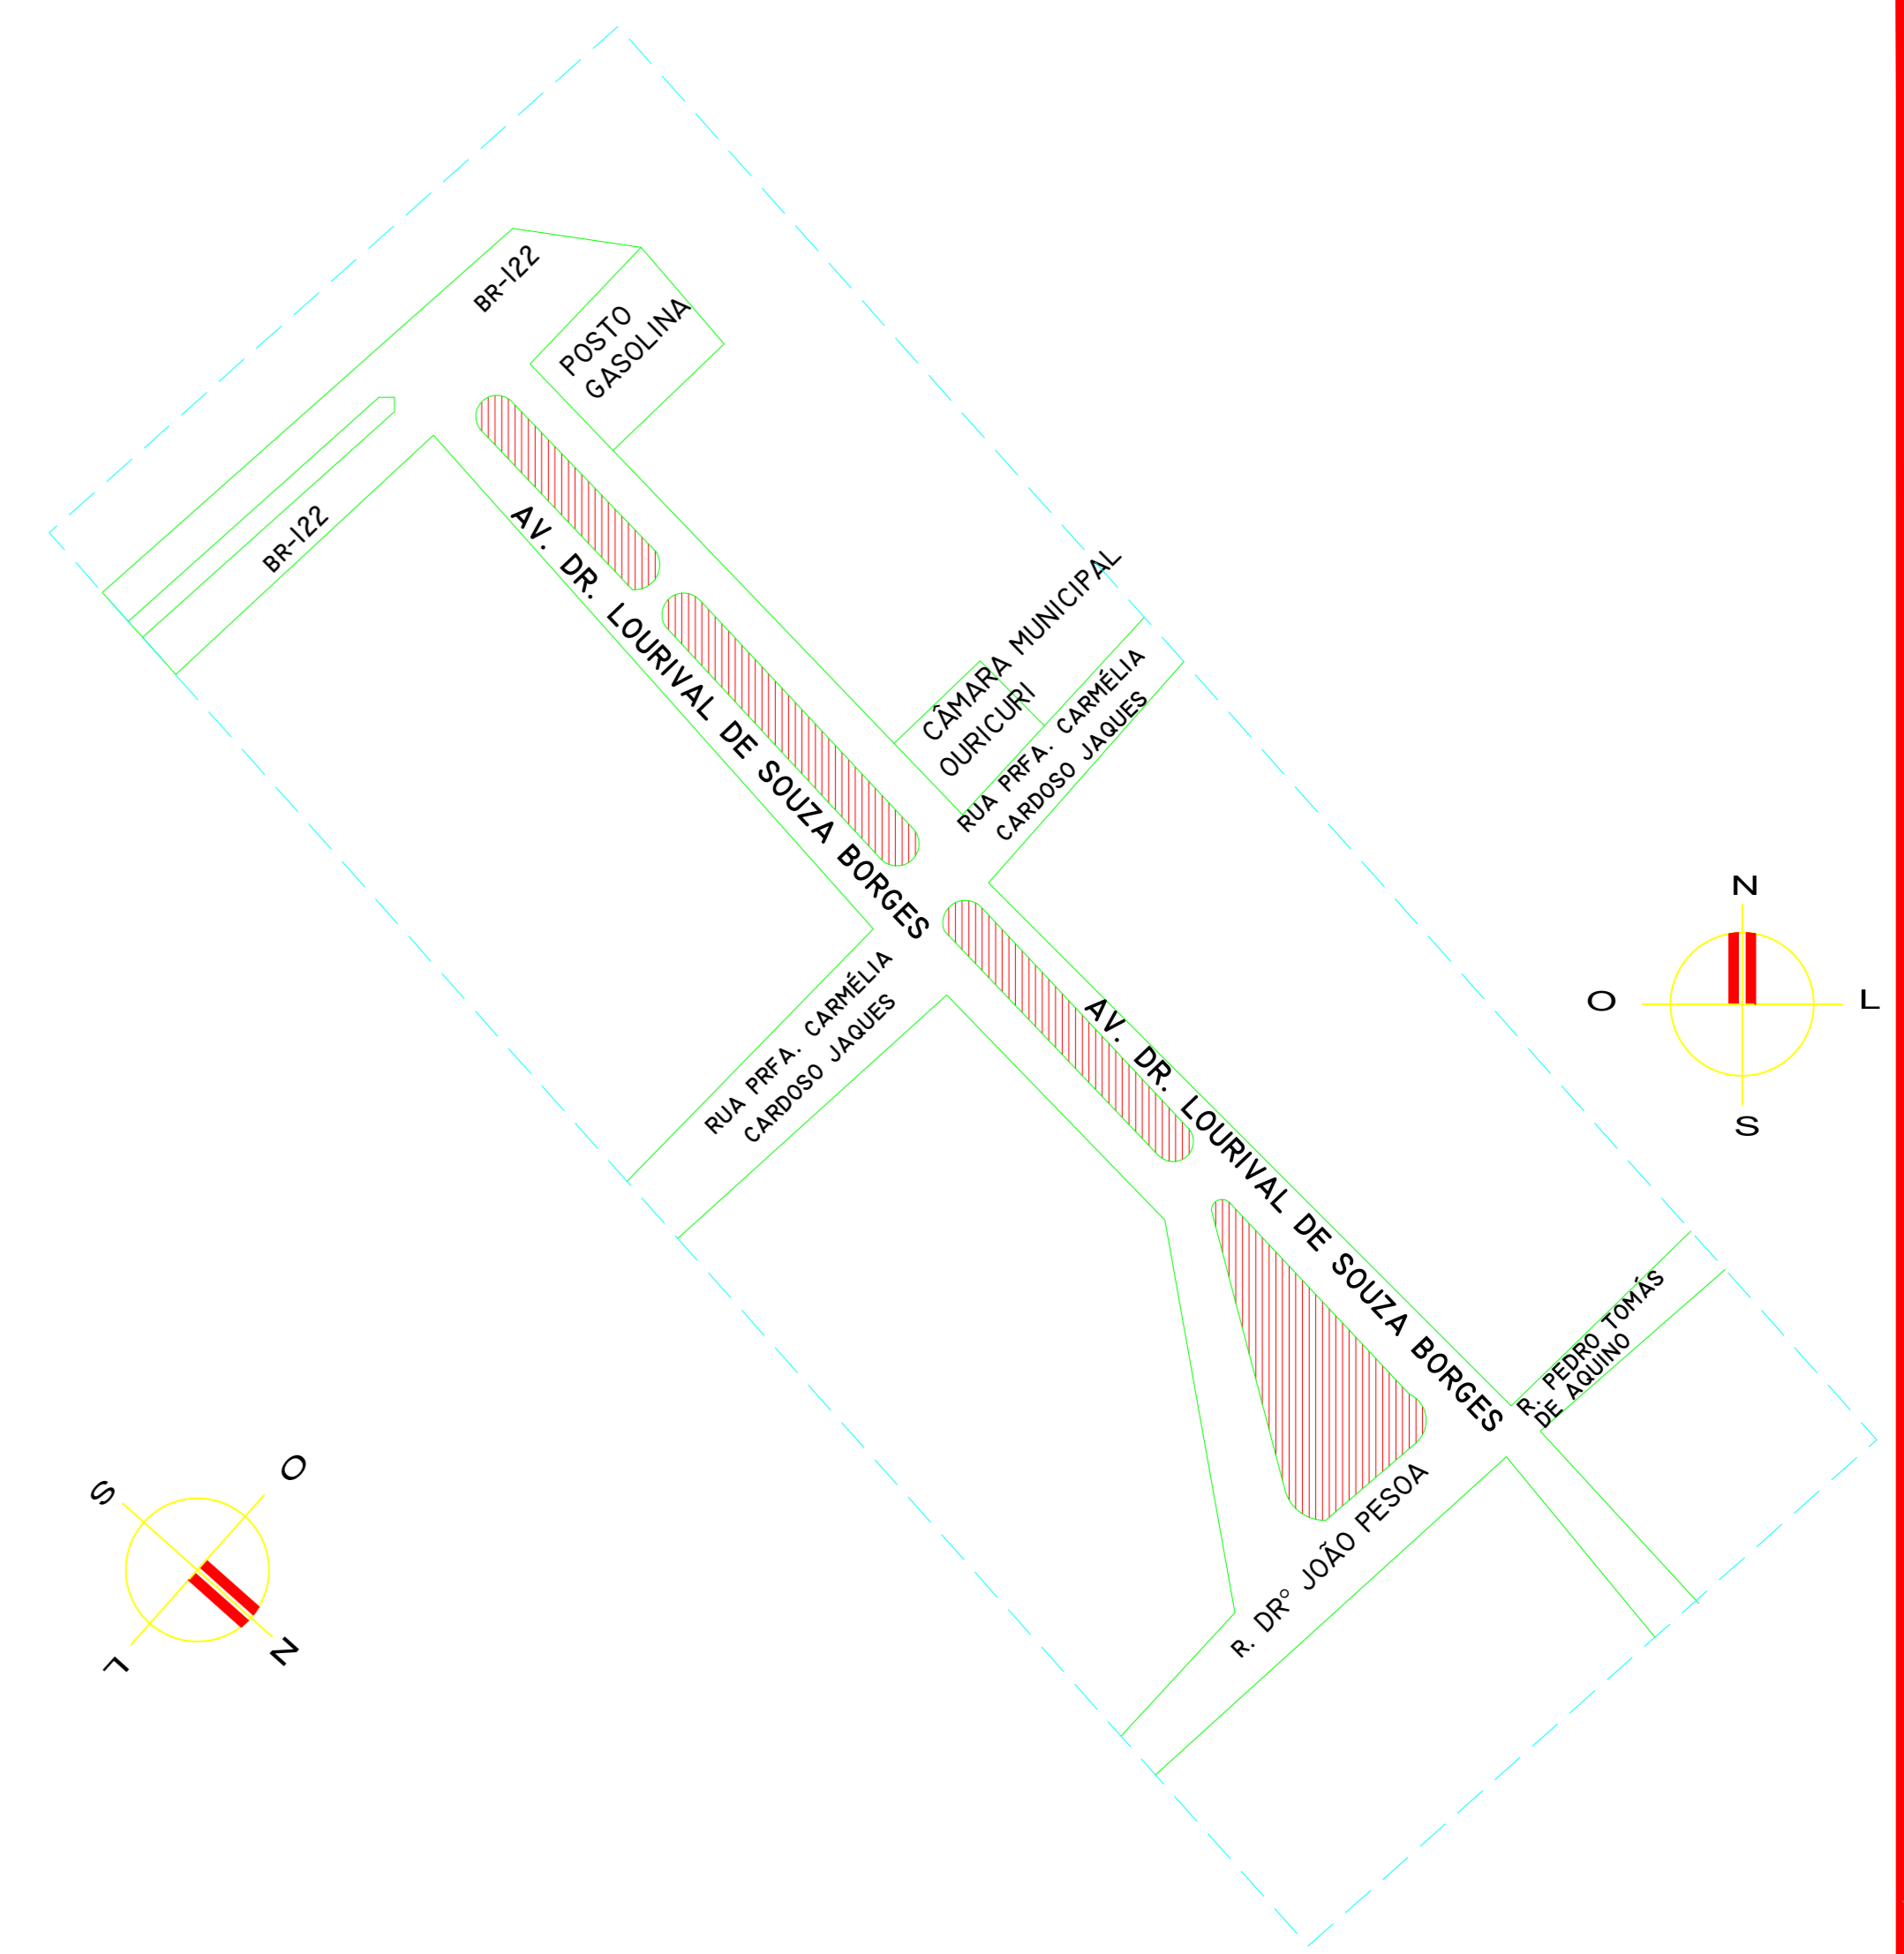 BR-122
POSTO
GASOLINA
BR-122
AV. DR. LOURIVAL DE SOUZA BORGES
CÂMARA MUNICIPAL
OURICURI
RUA PRFA. CARMÉLIA
CARDOSO JAQUES
RUA PRFA. CARMÉLIA
CARDOSO JAQUES
AV. DR. LOURIVAL DE SOUZA BORGES
R. PEDRO TOMÁS
DE AQUINO
R. DR° JOÃO PESOA
N
O
L
S
S
O
L
N